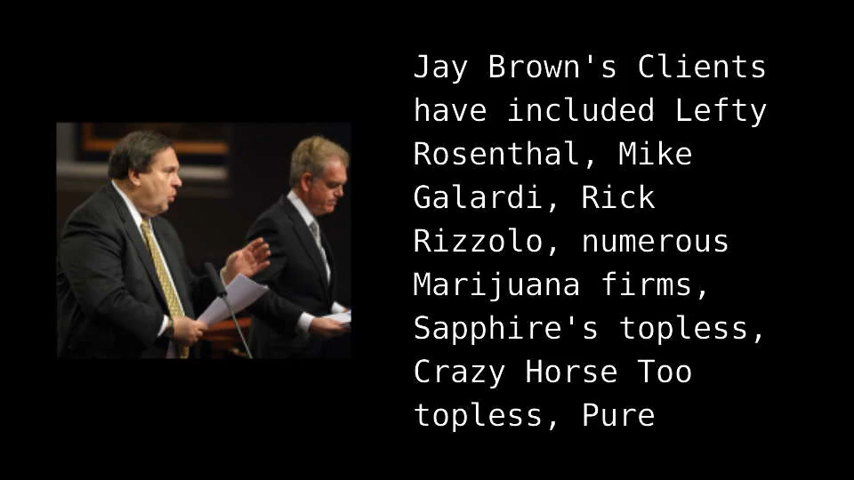 Jay Brown's Clients
have included Lefty
Rosenthal, Mike
Galardi, Rick
Rizzolo, numerous
Marijuana firms,
Sapphire's topless,
Crazy Horse Too
topless, Pure